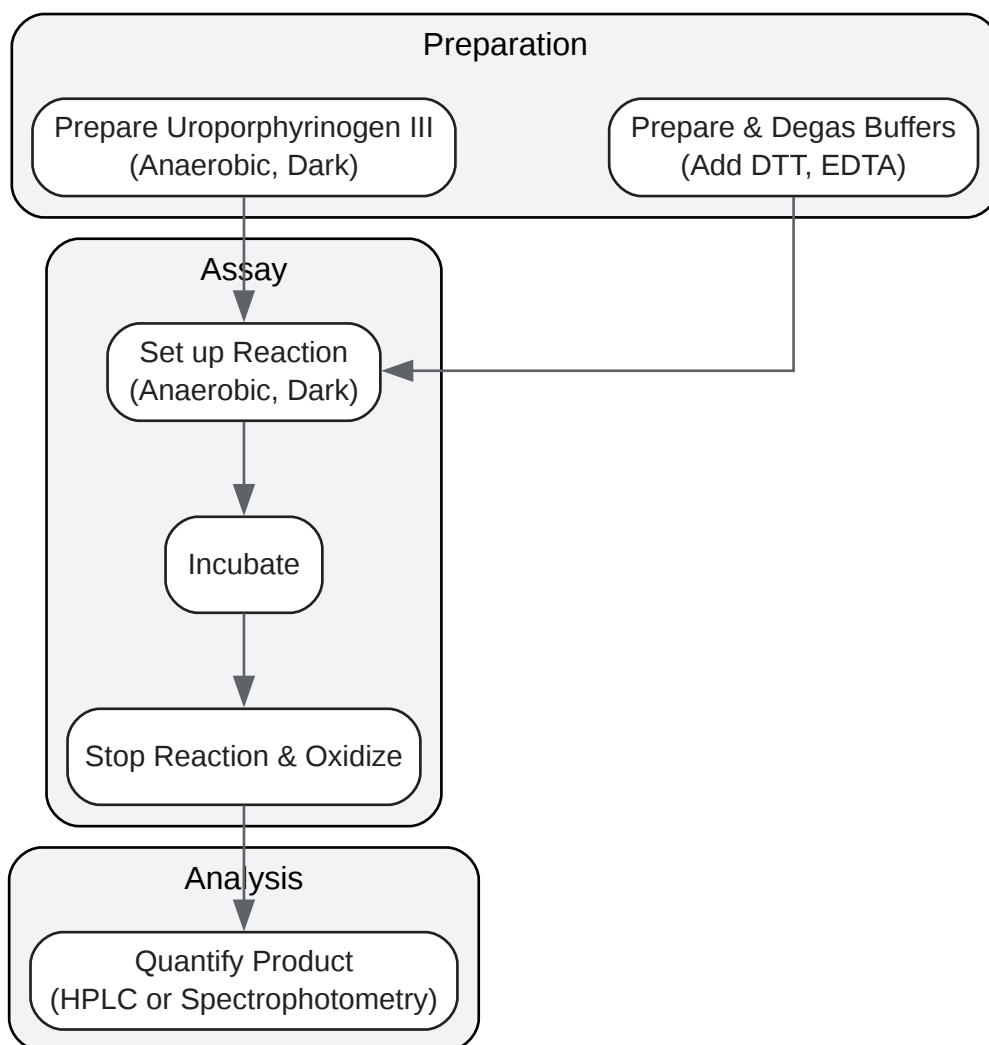 Preparation
Prepare Uroporphyrinogen III
(Anaerobic, Dark)
Prepare & Degas Buffers
(Add DTT, EDTA)
Assay
Set up Reaction
(Anaerobic, Dark)
Incubate
Stop Reaction & Oxidize
Analysis
Quantify Product
(HPLC or Spectrophotometry)